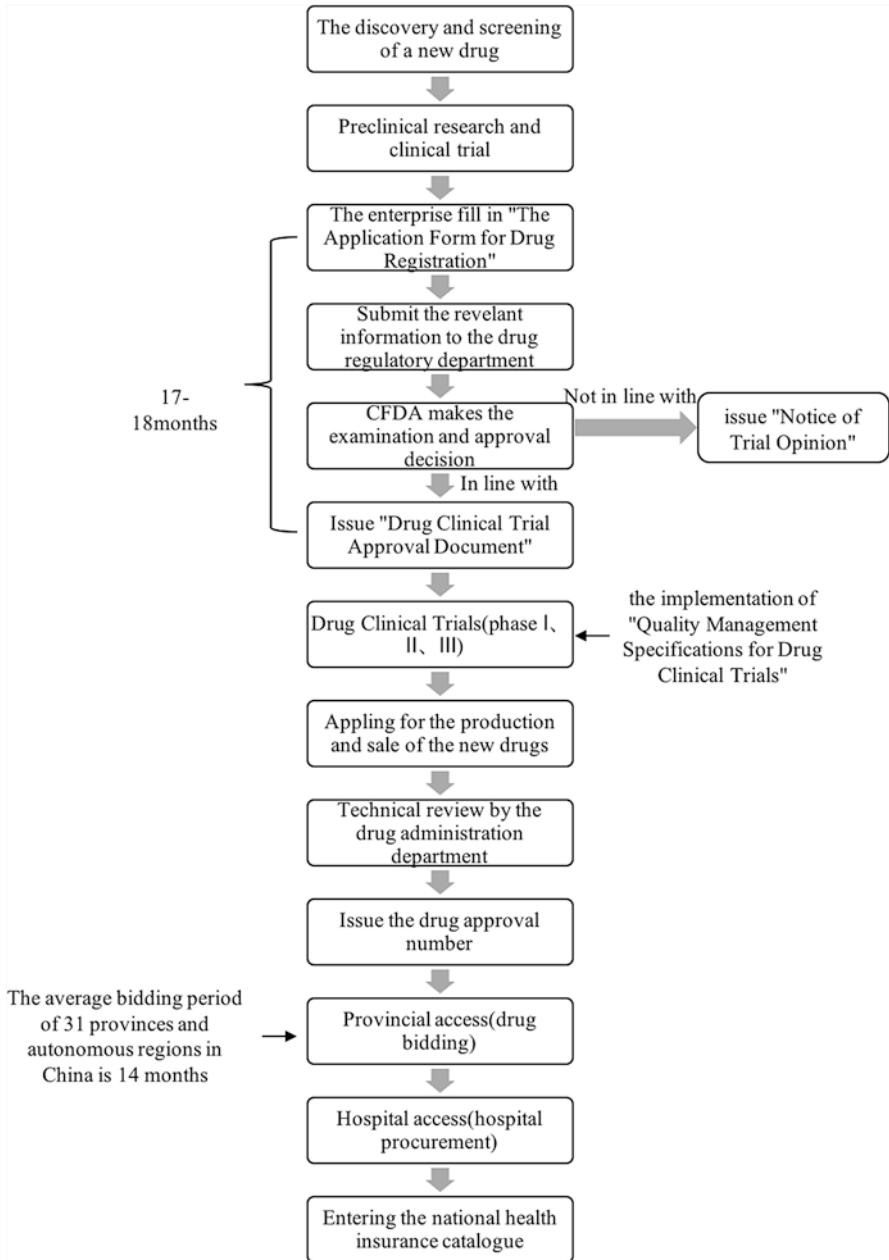 The discovery and screening
of a new drug
Preclinical research and
clinical trial
The enterprise fill in "The
Application Form for Drug
Registration"
Submit the revelant
information to the drug
regulatory department
17-
18months
CFDA makes the
examination and approval
decision
Not in line with
issue "Notice of
Trial Opinion"
In line with
Issue "Drug Clinical Trial
Approval Document"
Drug Clinical Trials(phase Ⅰ、
Ⅱ、Ⅲ)
the implementation of
"Quality Management
Specifications for Drug
Clinical Trials"
Appling for the production
and sale of the new drugs
Technical review by the
drug administration
department
Issue the drug approval
number
The average bidding period
of 31 provinces and
autonomous regions in
China is 14 months
Provincial access(drug
bidding)
Hospital access(hospital
procurement)
Entering the national health
insurance catalogue